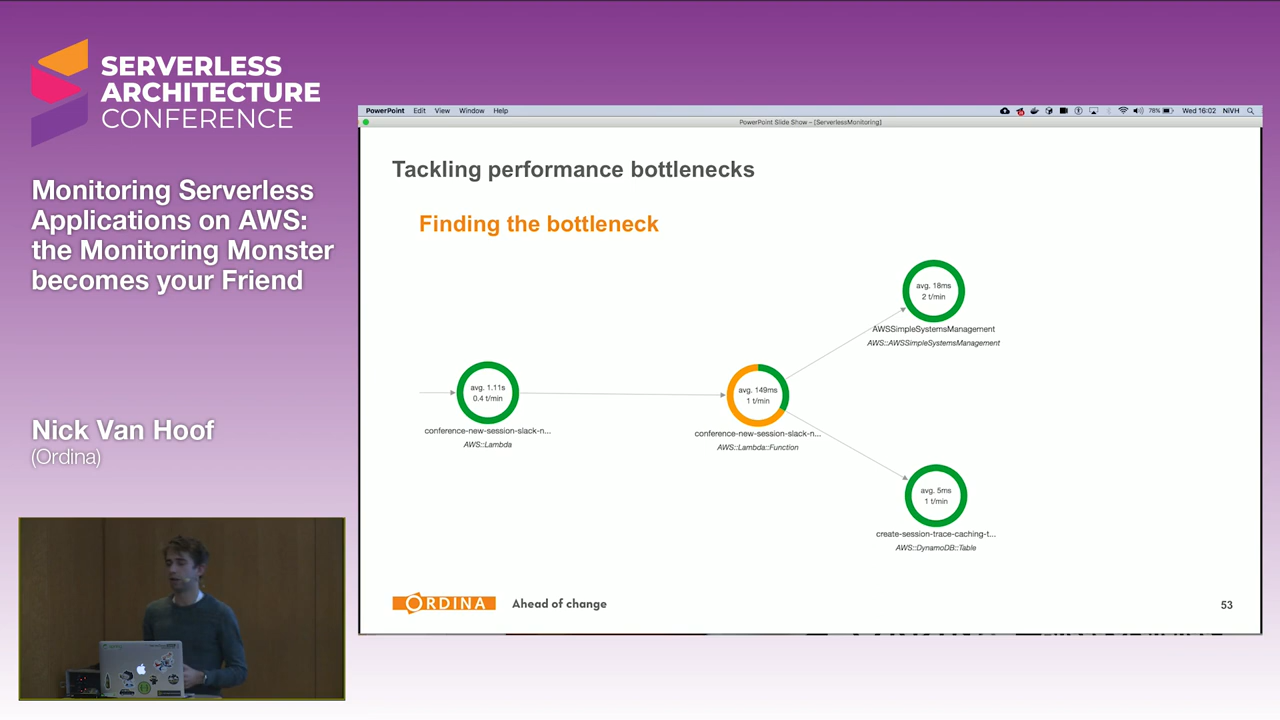 SERVERLESS
ARCHITECTURE
CONFERENCE
Monitoring Serverless
Applications on AWS:
the Monitoring Monster
becomes your Friend
Nick Van Hoof
(Ordina)
PowerPoint Edit View Window Help
78% Wed 16:02 NiVH
PowerPoint Slide Show - [ServerlessMonitoring]
Tackling performance bottlenecks
Finding the bottleneck
avg. 18ms
2 t/min
AWSSimpleSystemsManagement
AWS::AWSSimpleSystemsManagement
avg. 1.11s
0.4 t/min
conference-new-session-slack-n...
AWS::Lambda
avg. 149ms
1 t/min
conference-new-session-slack-n...
AWS::Lambda::Function
avg. 5ms
1 t/min
create-session-trace-caching-t...
AWS::DynamoDB::Table
ORDINA Ahead of change
53